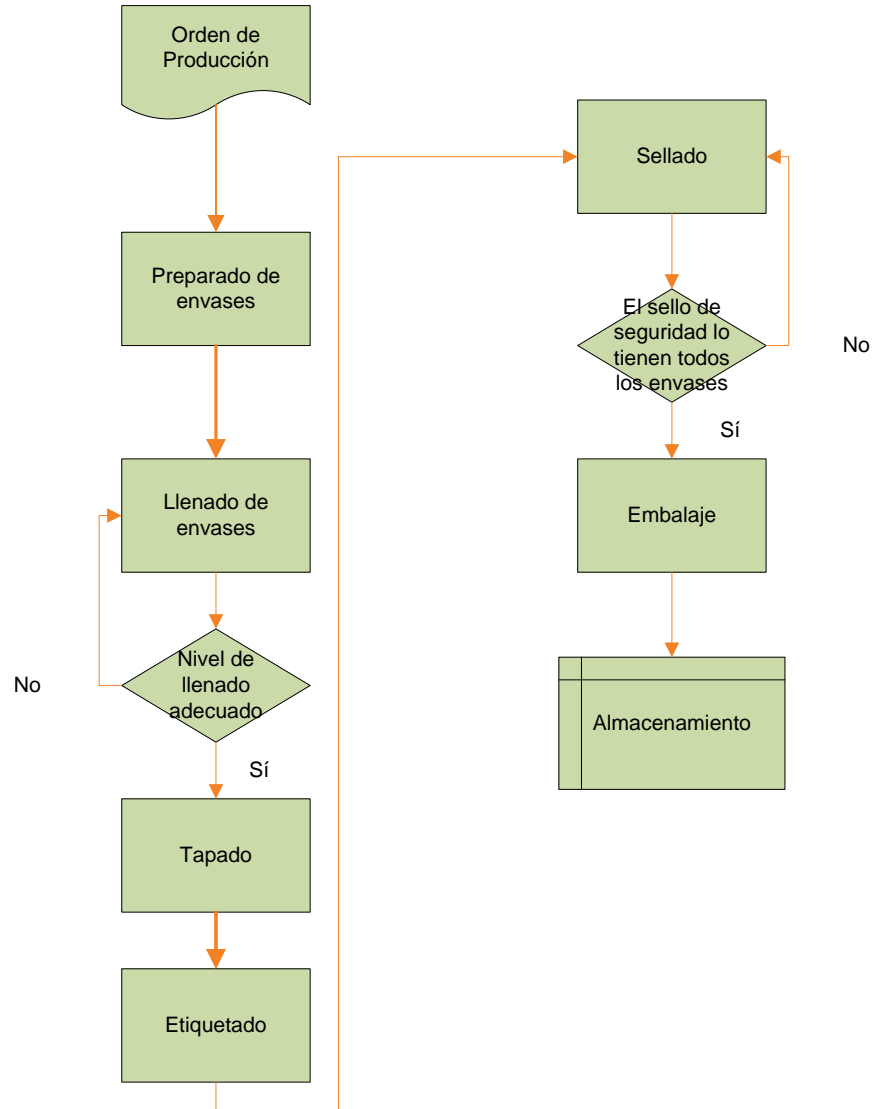 Orden de
Producción
Preparado de
envases
Llenado de
envases
Nivel de
llenado
adecuado
No
Sí
Tapado
Etiquetado
Sellado
El sello de
seguridad lo
tienen todos
los envases
No
Sí
Embalaje
Almacenamiento